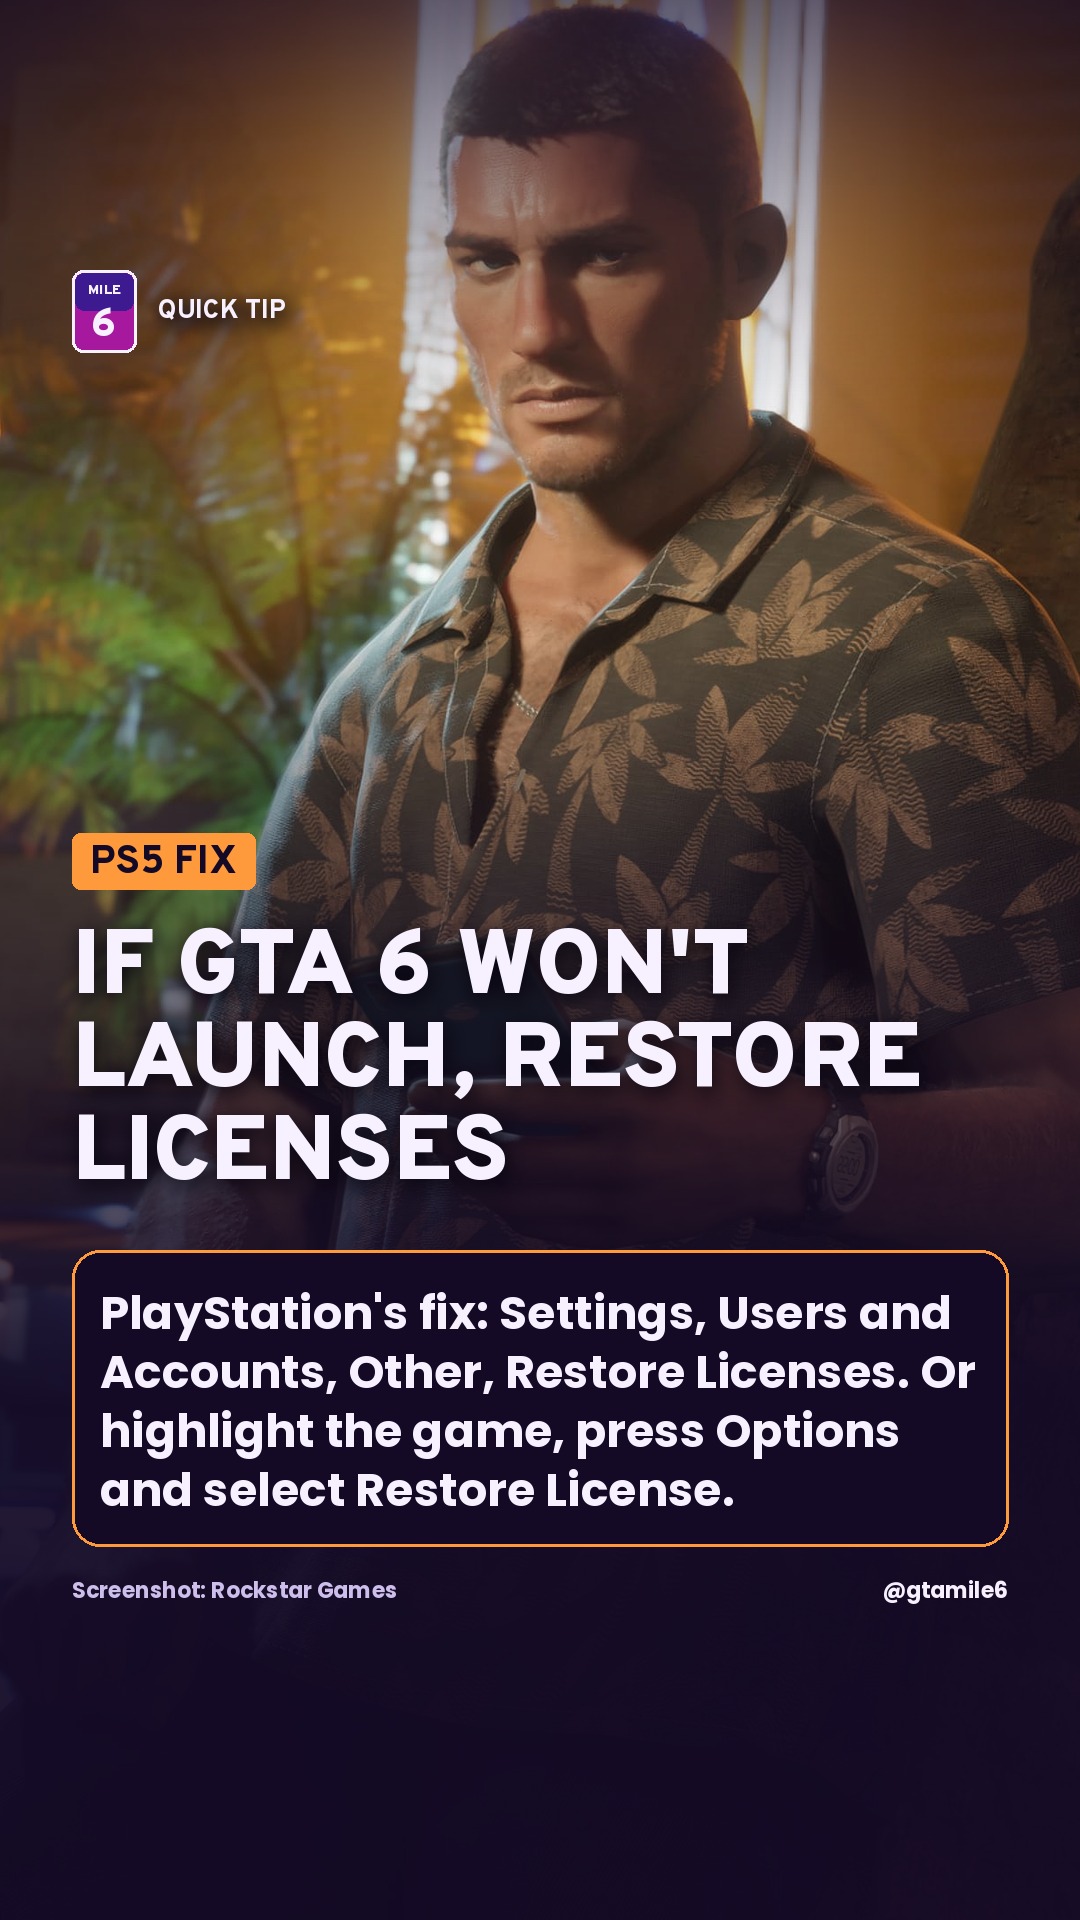 MILE
6
QUICK TIP
PS5 FIX
IF GTA 6 WON'T
LAUNCH, RESTORE
LICENSES
PlayStation's fix: Settings, Users and
Accounts, Other, Restore Licenses. Or
highlight the game, press Options
and select Restore License.
Screenshot: Rockstar Games
@gtamile6